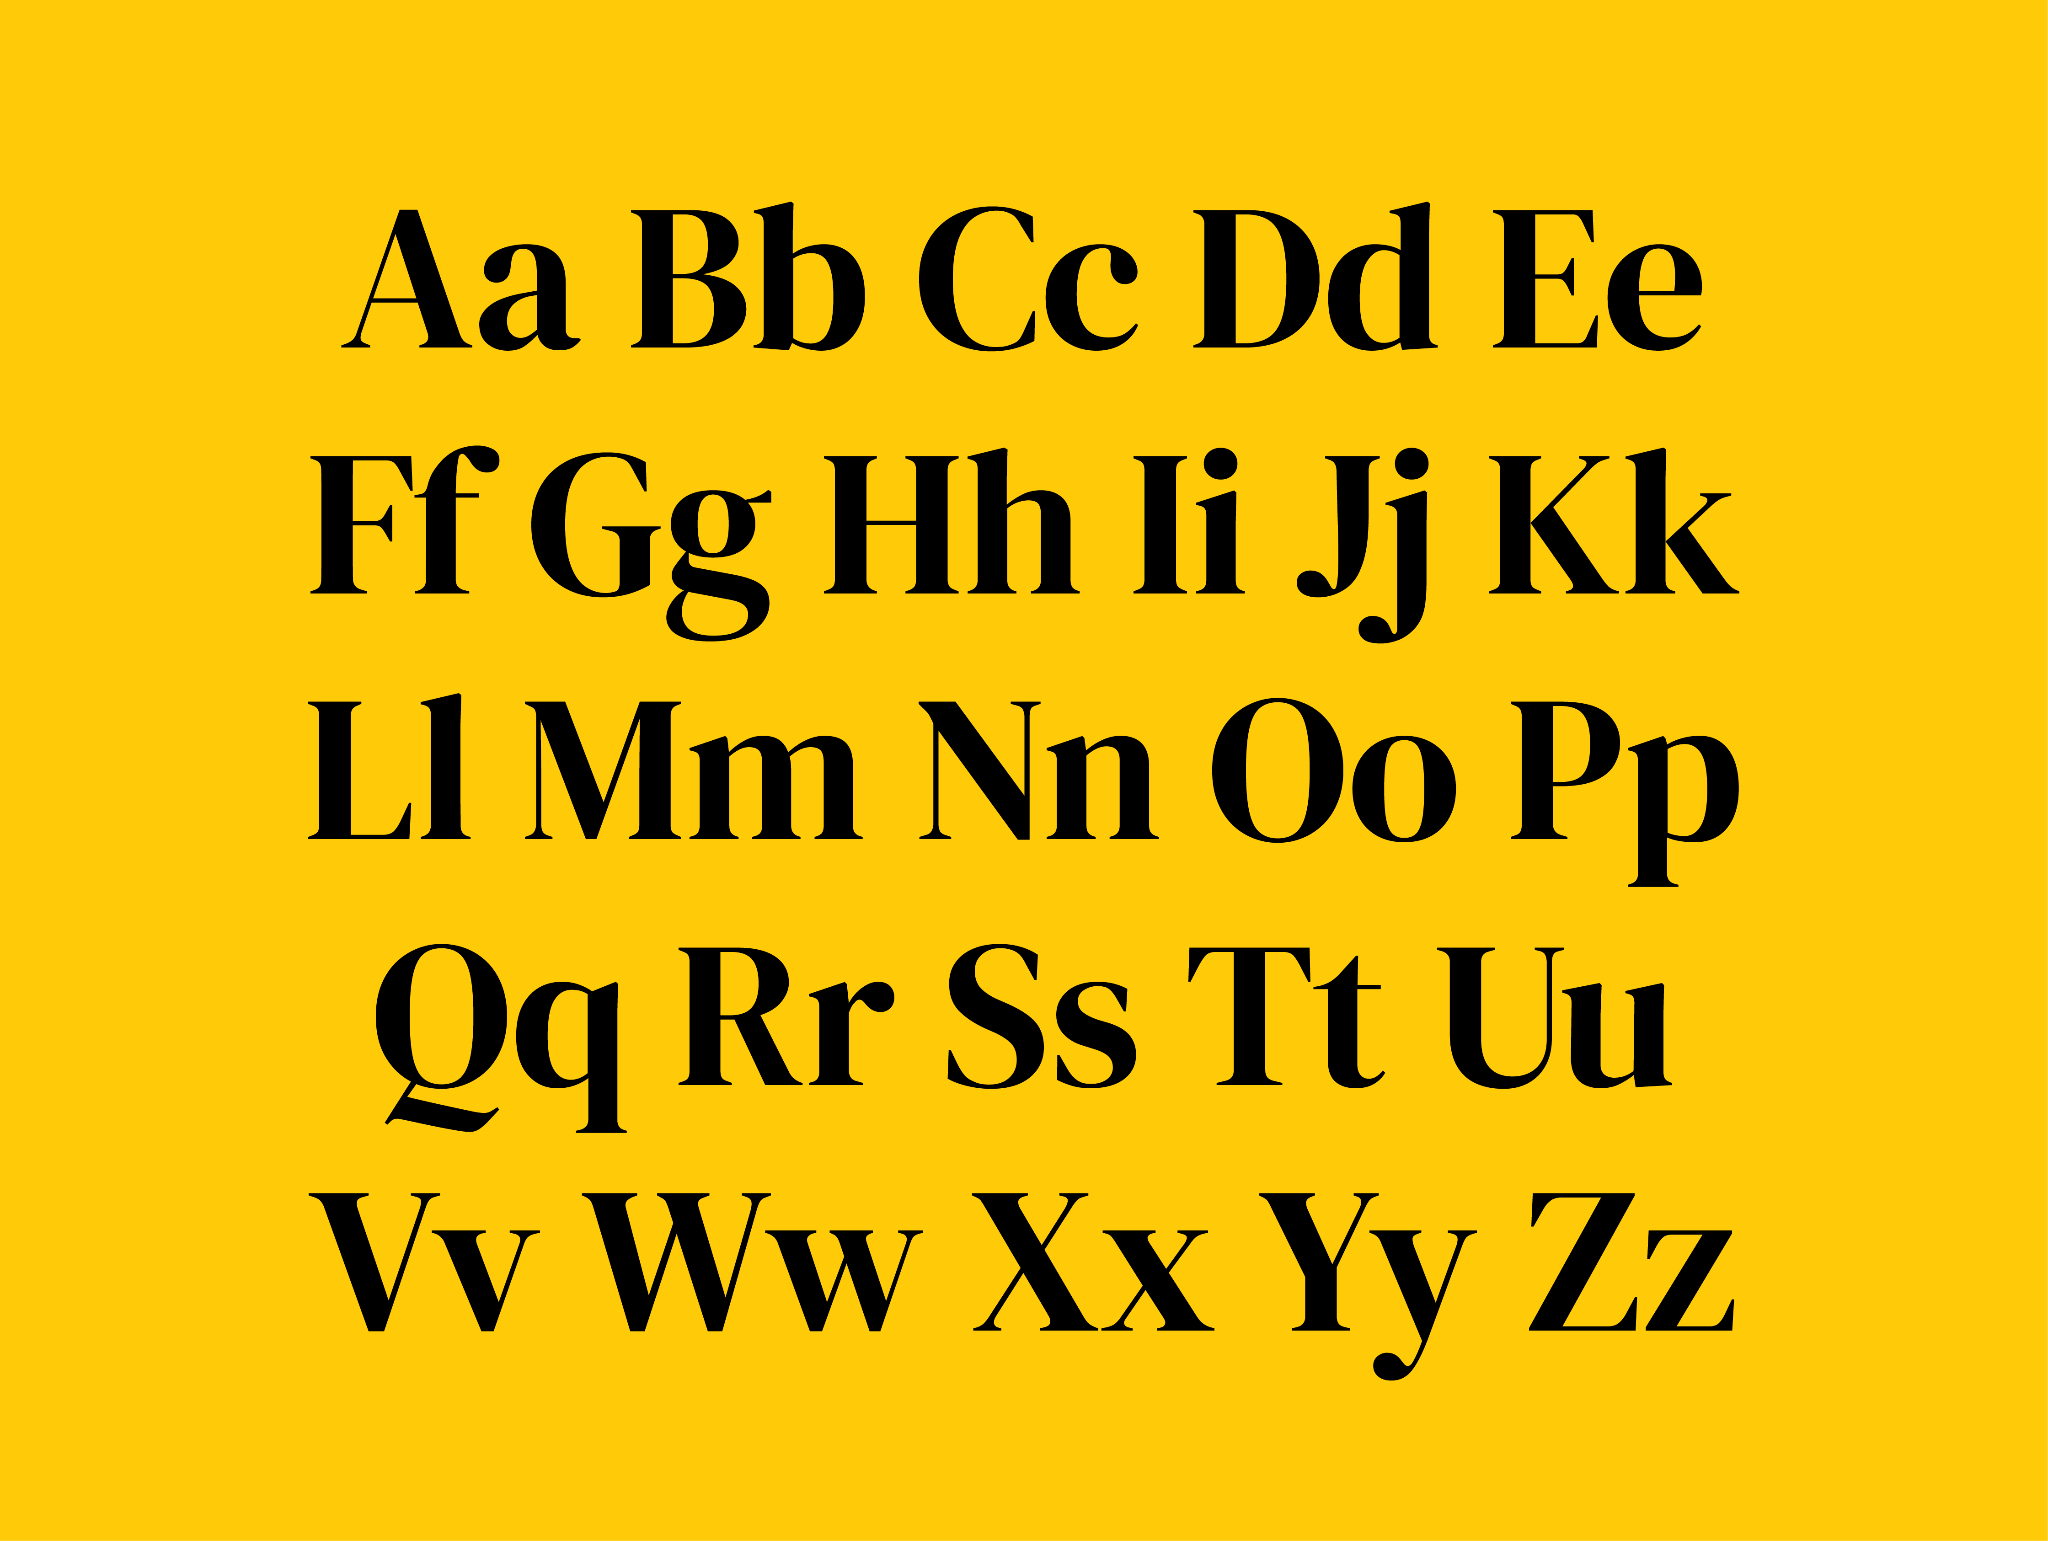 Aa Bb Cc Dd Ee
Ff Gg Hh Ii Jj Kk
Ll Mm Nn Oo Pp
Qq Rr Ss Tt Uu
Vv Ww Xx Yy Zz